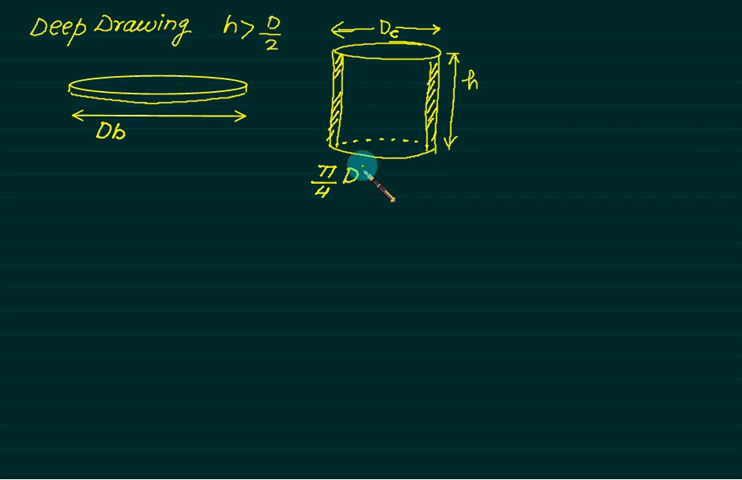 Deep Drawing h > D/2
Dc
h
Db
π/4 D